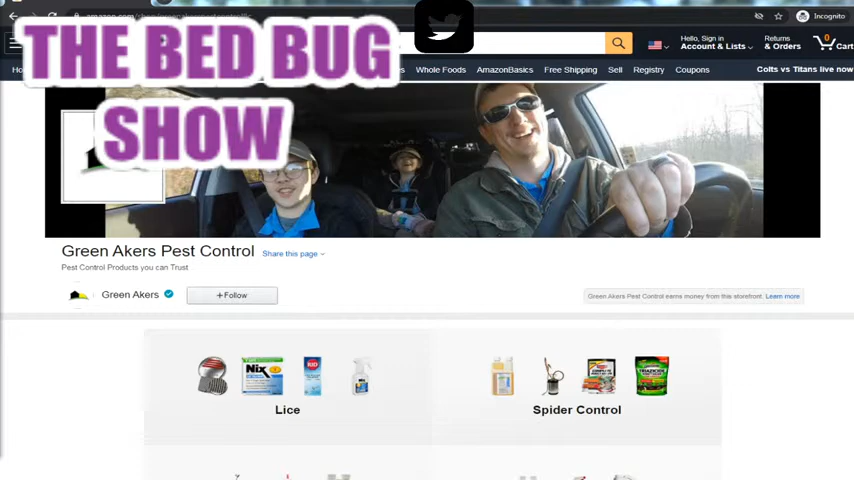 THE BED BUG
SHOW
Incognito
Hello, Sign in
Account & Lists
Returns
& Orders
0
Cart
Whole Foods
AmazonBasics
Free Shipping
Sell
Registry
Coupons
Colts vs Titans live now
Green Akers Pest Control
Share this page
Pest Control Products you can Trust
Green Akers
+Follow
Green Akers Pest Control earns money from this storefront. Learn more
Nix
RID
Lice
Spider Control